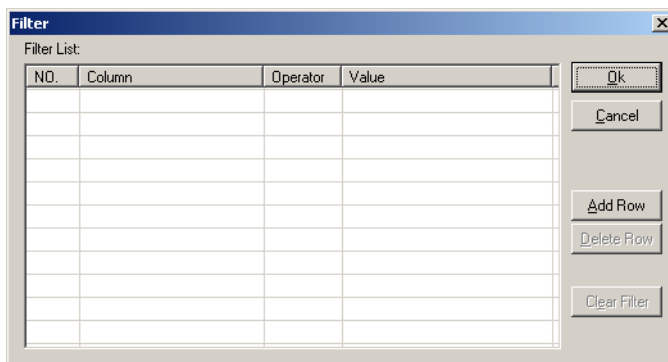 Filter
Filter List:
NO. Column Operator Value
Ok
Cancel
Add Row
Delete Row
Clear Filter